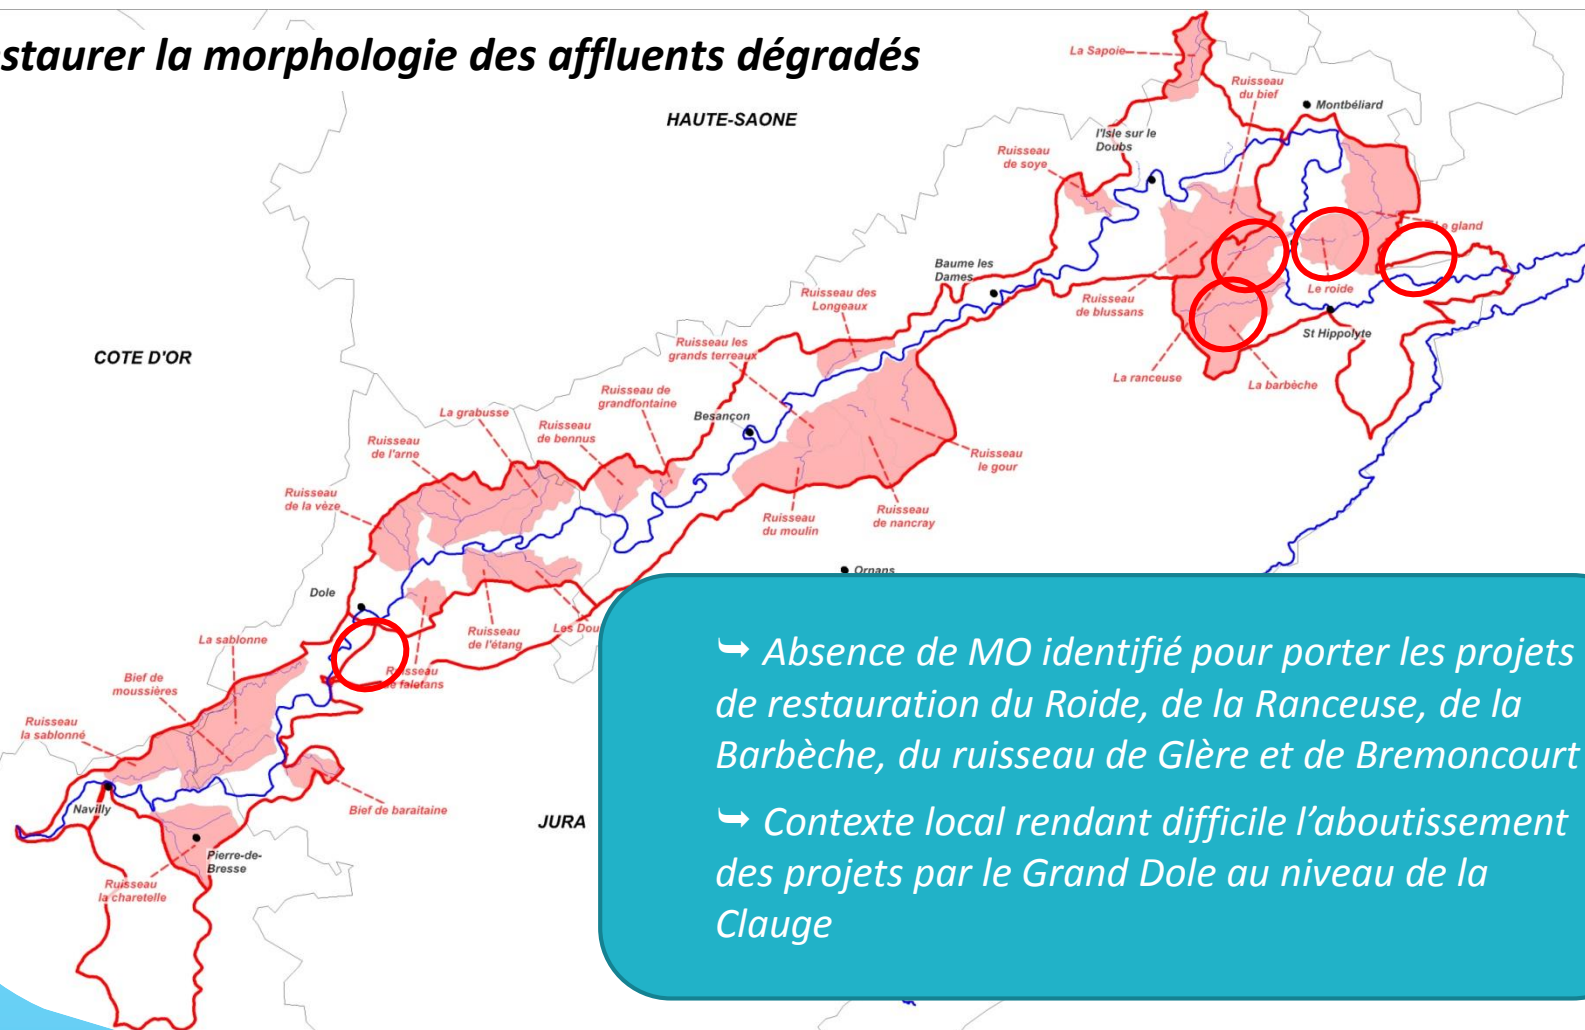 staurer la morphologie des affluents dégradés
La Sapoie
Ruisseau
du bief
Montbéliard
HAUTE-SAONE
l'Isle sur le
Doubs
Ruisseau
de soye
Le gland
Baume les
Dames
Ruisseau des
Longeaux
Ruisseau
de blussans
Le roide
St Hippolyte
COTE D'OR
Ruisseau les
grands terreaux
La ranceuse
La barbèche
Ruisseau de
grandfontaine
La grabusse
Besançon
Ruisseau
de bennus
Ruisseau
de l'arne
Ruisseau
le gour
Ruisseau
de la vèze
Ruisseau
du moulin
Ruisseau
de nancray
Ornans
Dole
La sablonne
Ruisseau
de l'étang
Les Dou
Ruisseau
de faletans
Bief de
moussières
Ruisseau
la sablonné
Navilly
Bief de baraitaine
JURA
Pierre-de-
Bresse
Ruisseau
la charetelle
➥ Absence de MO identifié pour porter les projets
de restauration du Roide, de la Ranceuse, de la
Barbèche, du ruisseau de Glère et de Bremoncourt
➥ Contexte local rendant difficile l’aboutissement
des projets par le Grand Dole au niveau de la
Clauge